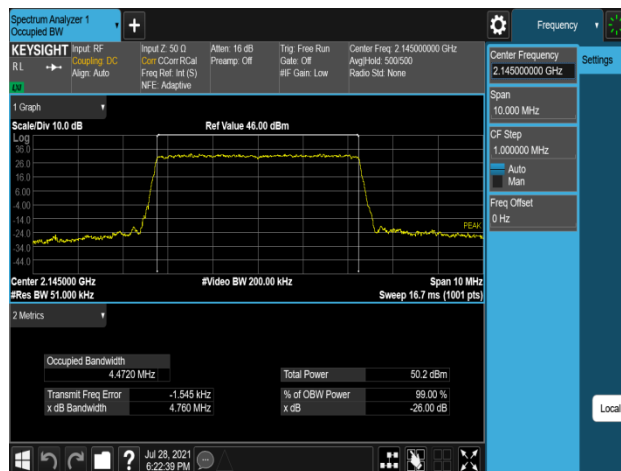 Spectrum Analyzer 1
Occupied BW
Frequency
KEYSIGHT
Input: RF
Coupling: DC
Align: Auto
Input Z: 50 Ω
Corr CCorr RCal
Freq Ref: Int (S)
NFE: Adaptive
Atten: 16 dB
Preamp: Off
Trig: Free Run
Gate: Off
#IF Gain: Low
Center Freq: 2.145000000 GHz
Avg|Hold: 500/500
Radio Std: None
R L
LXI
Center Frequency
2.145000000 GHz
Settings
Span
10.000 MHz
CF Step
1.000000 MHz
Auto
Man
Freq Offset
0 Hz
Local
1 Graph
Scale/Div 10.0 dB
Ref Value 46.00 dBm
Log
36.0
26.0
16.0
6.00
-4.00
-14.0
-24.0
-34.0
-44.0
PEAK
Center 2.145000 GHz
#Video BW 200.00 kHz
Span 10 MHz
#Res BW 51.000 kHz
Sweep 16.7 ms (1001 pts)
2 Metrics
Occupied Bandwidth
4.4720 MHz
Total Power 50.2 dBm
Transmit Freq Error -1.545 kHz
% of OBW Power 99.00 %
x dB Bandwidth 4.760 MHz
x dB -26.00 dB
Jul 28, 2021
6:22:39 PM